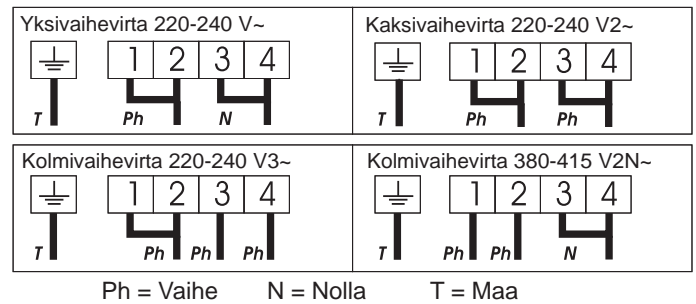 Yksivaihevirta 220-240 V~
1 2 3 4
T Ph N
Kaksivaihevirta 220-240 V2~
1 2 3 4
T Ph Ph
Kolmivaihevirta 220-240 V3~
1 2 3 4
T Ph Ph Ph
Kolmivaihevirta 380-415 V2N~
1 2 3 4
T Ph Ph N
Ph = Vaihe N = Nolla T = Maa